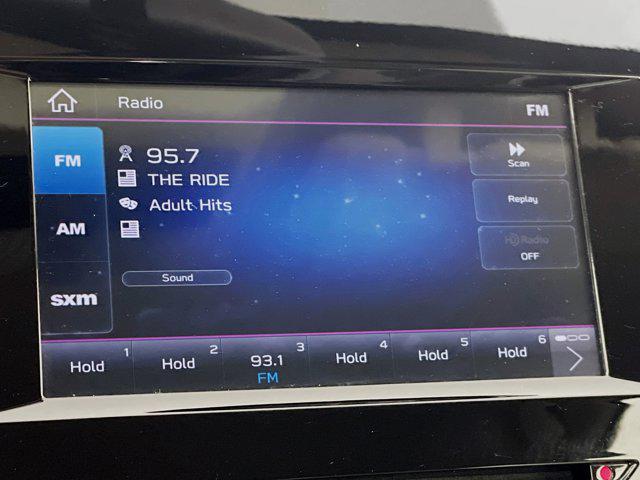 Radio
FM
FM
95.7
Scan
THE RIDE
Replay
AM
Adult Hits
HD Radio
OFF
Sound
sxm
Hold 1
Hold 2
93.1 3
FM
Hold 4
Hold 5
Hold 6